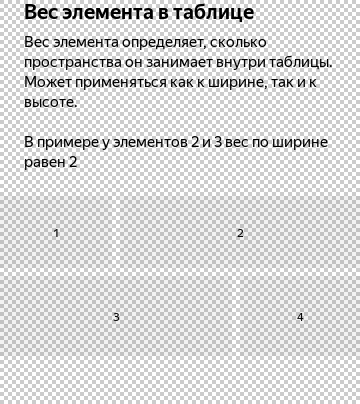 Вес элемента в таблице
Вес элемента определяет, сколько
пространства он занимает внутри таблицы.
Может применяться как к ширине, так и к
высоте.
В примере у элементов 2 и 3 вес по ширине
равен 2
1 2
3 4